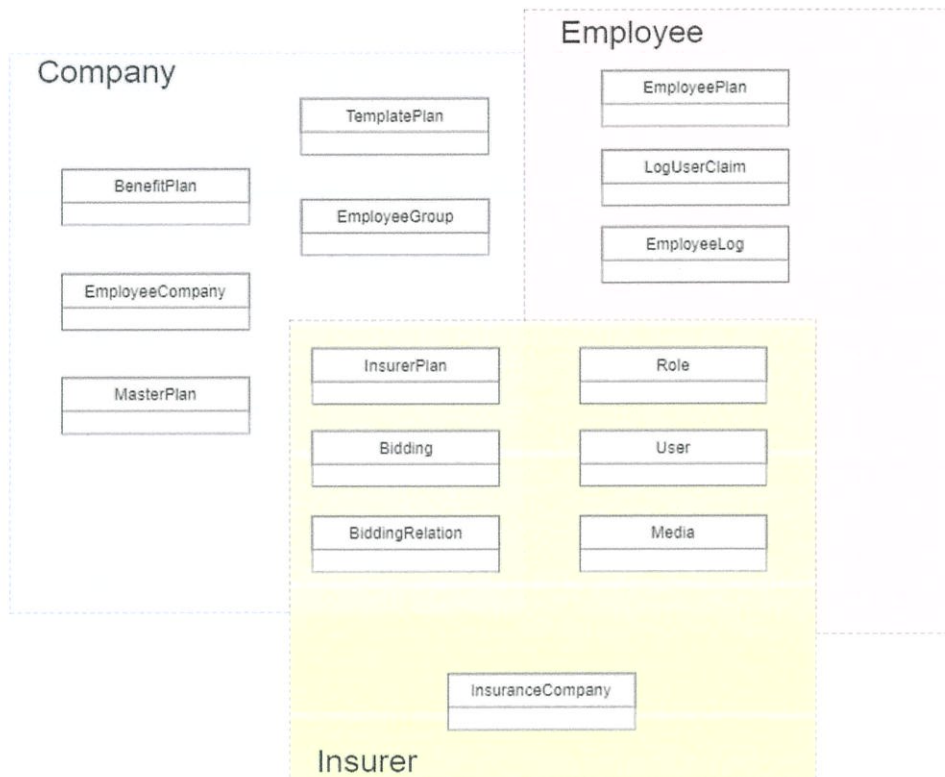 Employee
Company
EmployeePlan
TemplatePlan
LogUserClaim
BenefitPlan
EmployeeGroup
EmployeeLog
EmployeeCompany
InsurerPlan
Role
MasterPlan
Bidding
User
BiddingRelation
Media
InsuranceCompany
Insurer